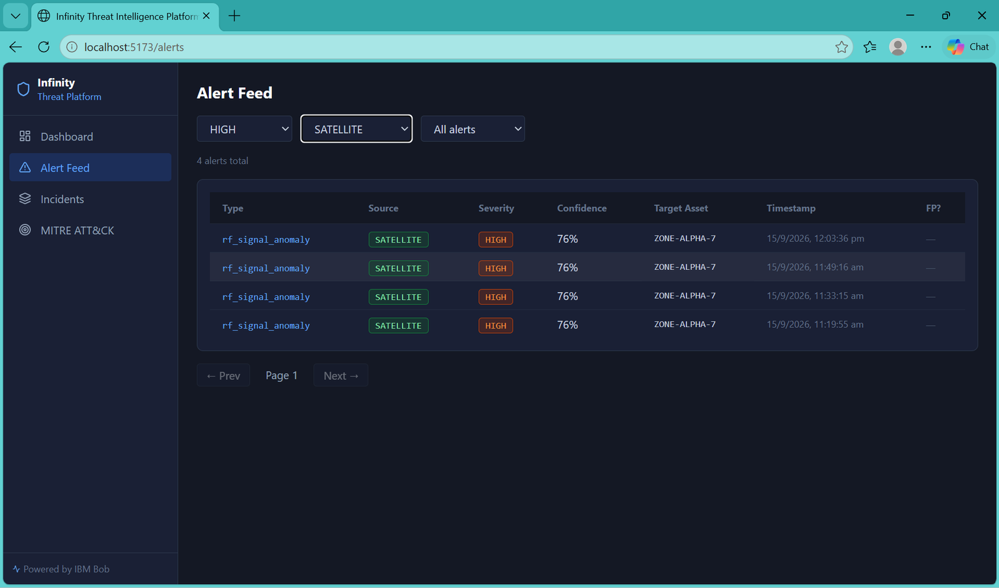 Infinity Threat Intelligence Platform
localhost:5173/alerts
Chat
Infinity
Threat Platform
Dashboard
Alert Feed
Incidents
MITRE ATT&CK
Powered by IBM Bob
Alert Feed
HIGH SATELLITE All alerts
4 alerts total
Type Source Severity Confidence Target Asset Timestamp FP?
rf_signal_anomaly SATELLITE HIGH 76% ZONE-ALPHA-7 15/9/2026, 12:03:36 pm —
rf_signal_anomaly SATELLITE HIGH 76% ZONE-ALPHA-7 15/9/2026, 11:49:16 am —
rf_signal_anomaly SATELLITE HIGH 76% ZONE-ALPHA-7 15/9/2026, 11:33:15 am —
rf_signal_anomaly SATELLITE HIGH 76% ZONE-ALPHA-7 15/9/2026, 11:19:55 am —
← Prev Page 1 Next →